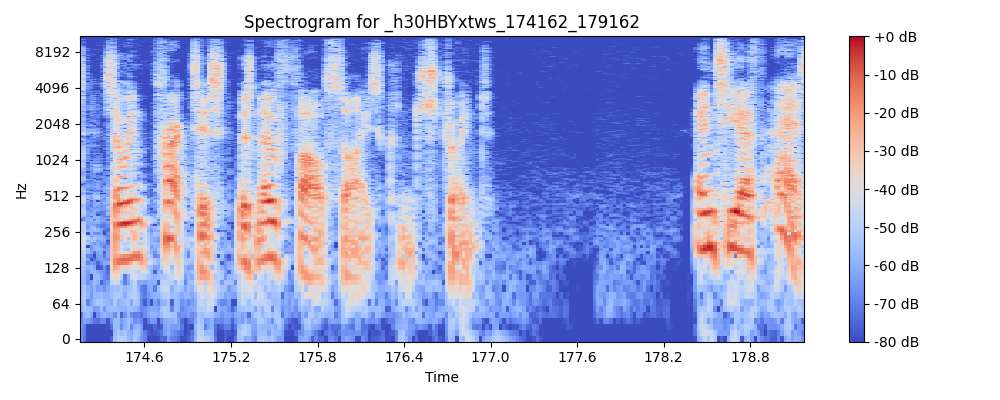 Spectrogram for _h30HBYxtws_174162_179162
8192
4096
2048
1024
512
256
128
64
0
Hz
174.6 175.2 175.8 176.4 177.0 177.6 178.2 178.8
Time
+0 dB
-10 dB
-20 dB
-30 dB
-40 dB
-50 dB
-60 dB
-70 dB
-80 dB